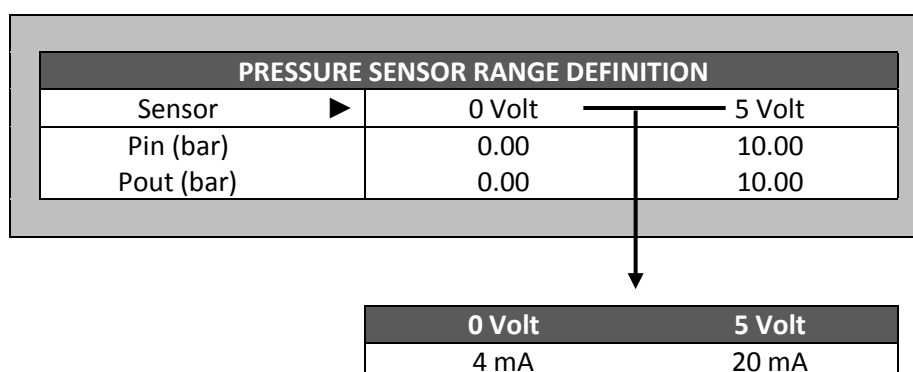 PRESSURE SENSOR RANGE DEFINITION
Sensor ► 0 Volt 5 Volt
Pin (bar) 0.00 10.00
Pout (bar) 0.00 10.00
0 Volt 5 Volt
4 mA 20 mA